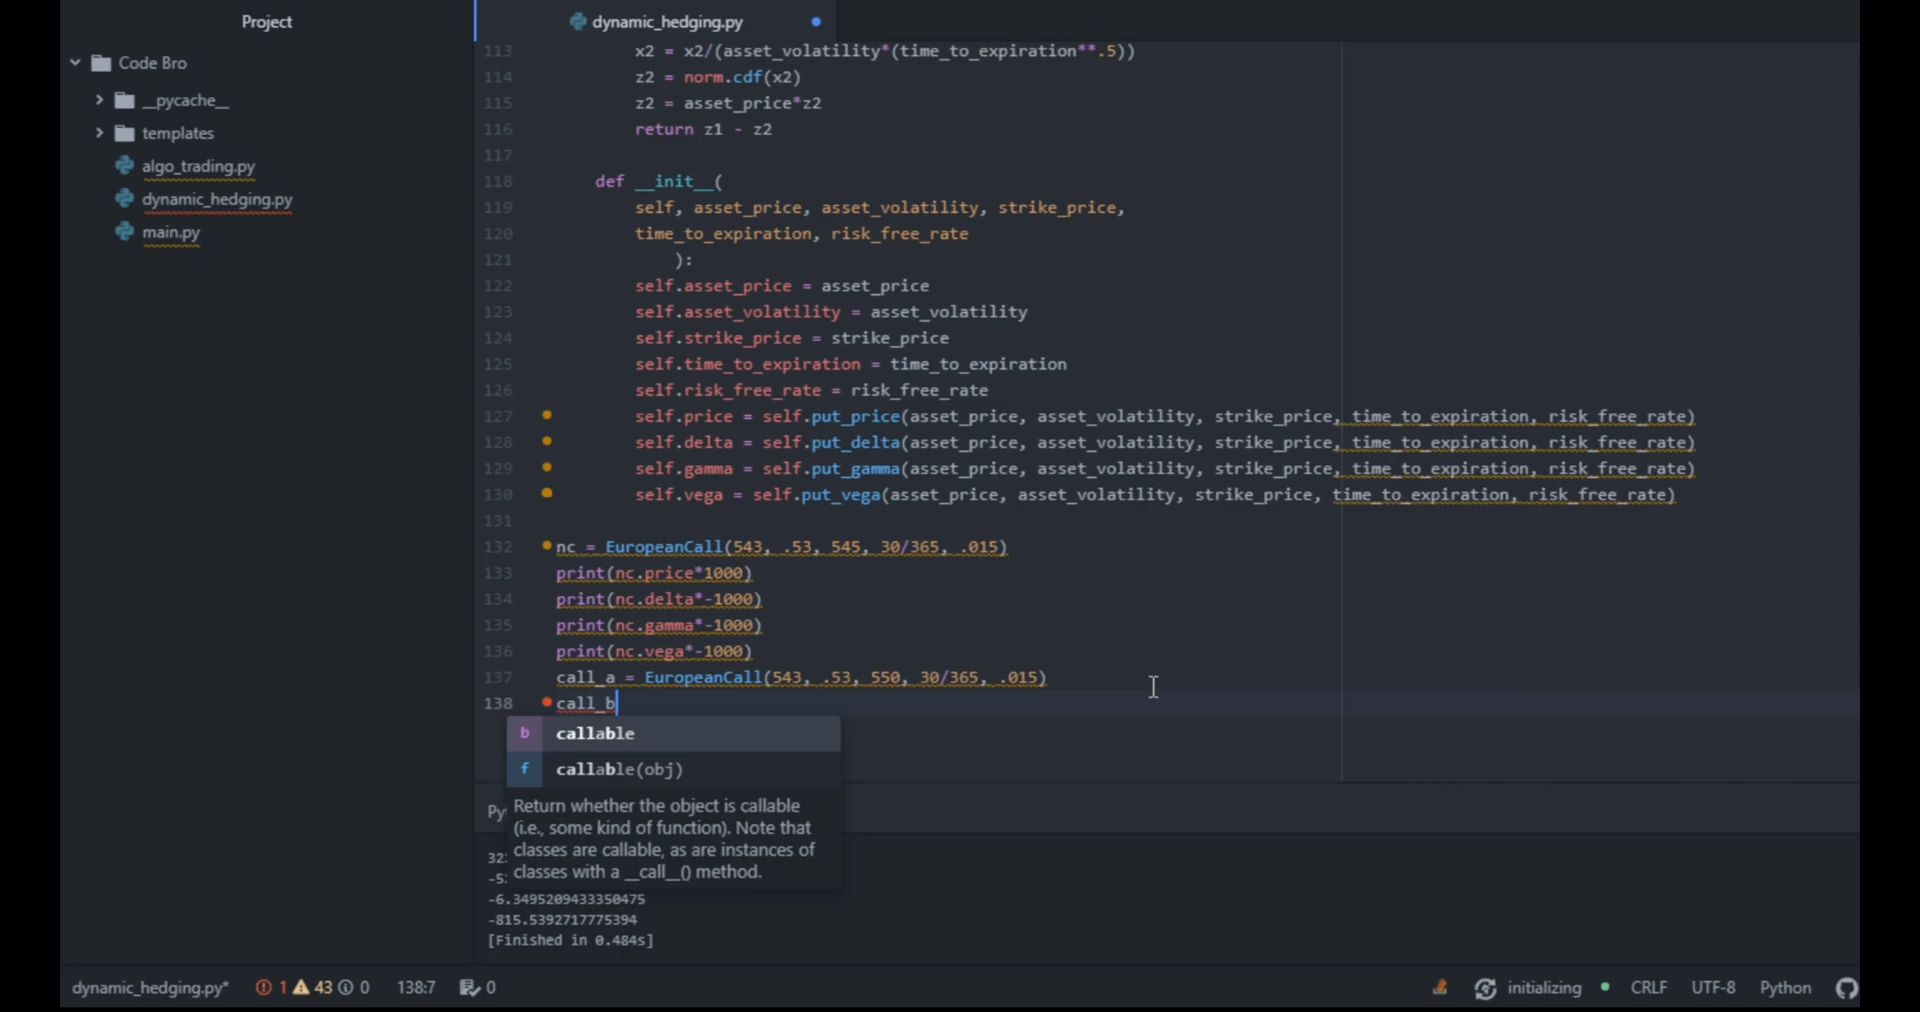 Project
dynamic_hedging.py
Code Bro
__pycache__
templates
algo_trading.py
dynamic_hedging.py
main.py
113 x2 = x2/(asset_volatility*(time_to_expiration**.5))
114 z2 = norm.cdf(x2)
115 z2 = asset_price*z2
116 return z1 - z2
117
118 def __init__(
119 self, asset_price, asset_volatility, strike_price,
120 time_to_expiration, risk_free_rate
121 ):
122 self.asset_price = asset_price
123 self.asset_volatility = asset_volatility
124 self.strike_price = strike_price
125 self.time_to_expiration = time_to_expiration
126 self.risk_free_rate = risk_free_rate
127 self.price = self.put_price(asset_price, asset_volatility, strike_price, time_to_expiration, risk_free_rate)
128 self.delta = self.put_delta(asset_price, asset_volatility, strike_price, time_to_expiration, risk_free_rate)
129 self.gamma = self.put_gamma(asset_price, asset_volatility, strike_price, time_to_expiration, risk_free_rate)
130 self.vega = self.put_vega(asset_price, asset_volatility, strike_price, time_to_expiration, risk_free_rate)
131
132 nc = EuropeanCall(543, .53, 545, 30/365, .015)
133 print(nc.price*1000)
134 print(nc.delta*-1000)
135 print(nc.gamma*-1000)
136 print(nc.vega*-1000)
137 call_a = EuropeanCall(543, .53, 550, 30/365, .015)
138 call_b
b callable
f callable(obj)
Return whether the object is callable
(i.e., some kind of function). Note that
classes are callable, as are instances of
classes with a __call__() method.
-6.3495209433350475
-815.5392717775394
[Finished in 0.484s]
dynamic_hedging.py* 1 43 0 138:7 0 initializing CRLF UTF-8 Python